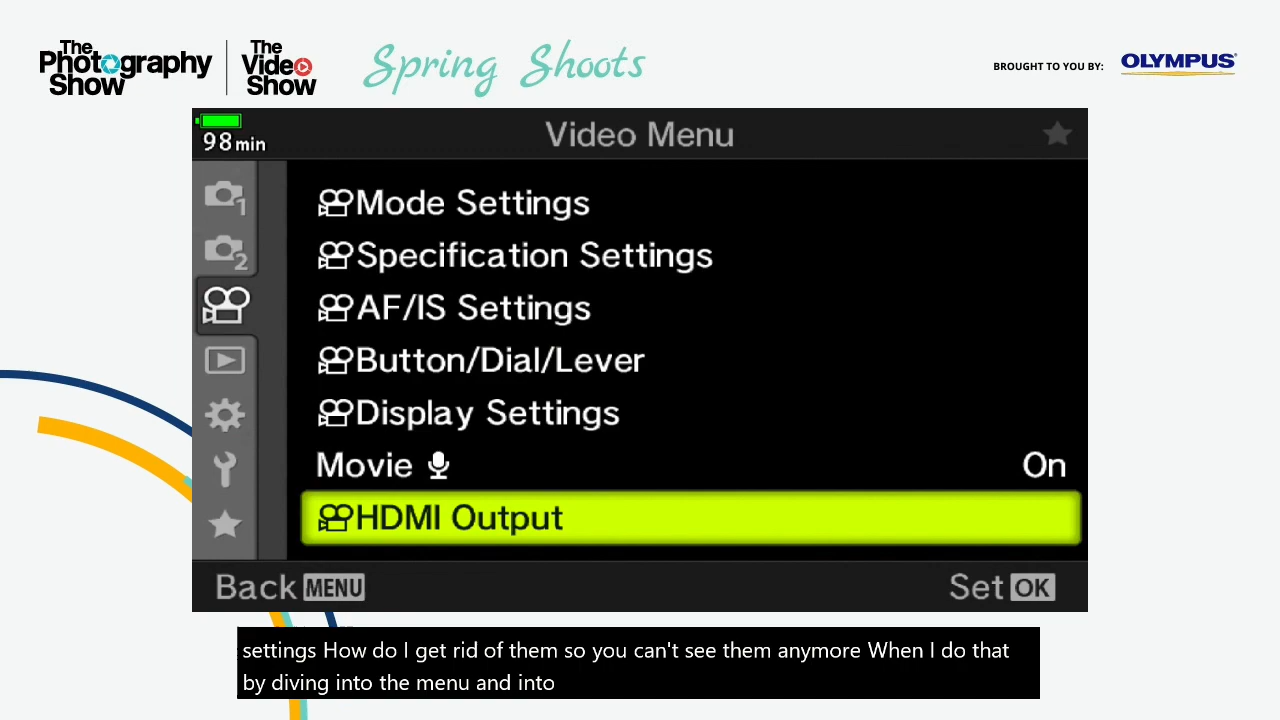 The Photography Show
The Video Show
Spring Shoots
BROUGHT TO YOU BY:
OLYMPUS
98min
Video Menu
1
2
Mode Settings
Specification Settings
AF/IS Settings
Button/Dial/Lever
Display Settings
Movie On
HDMI Output
Back MENU
Set OK
settings How do I get rid of them so you can't see them anymore When I do that
by diving into the menu and into